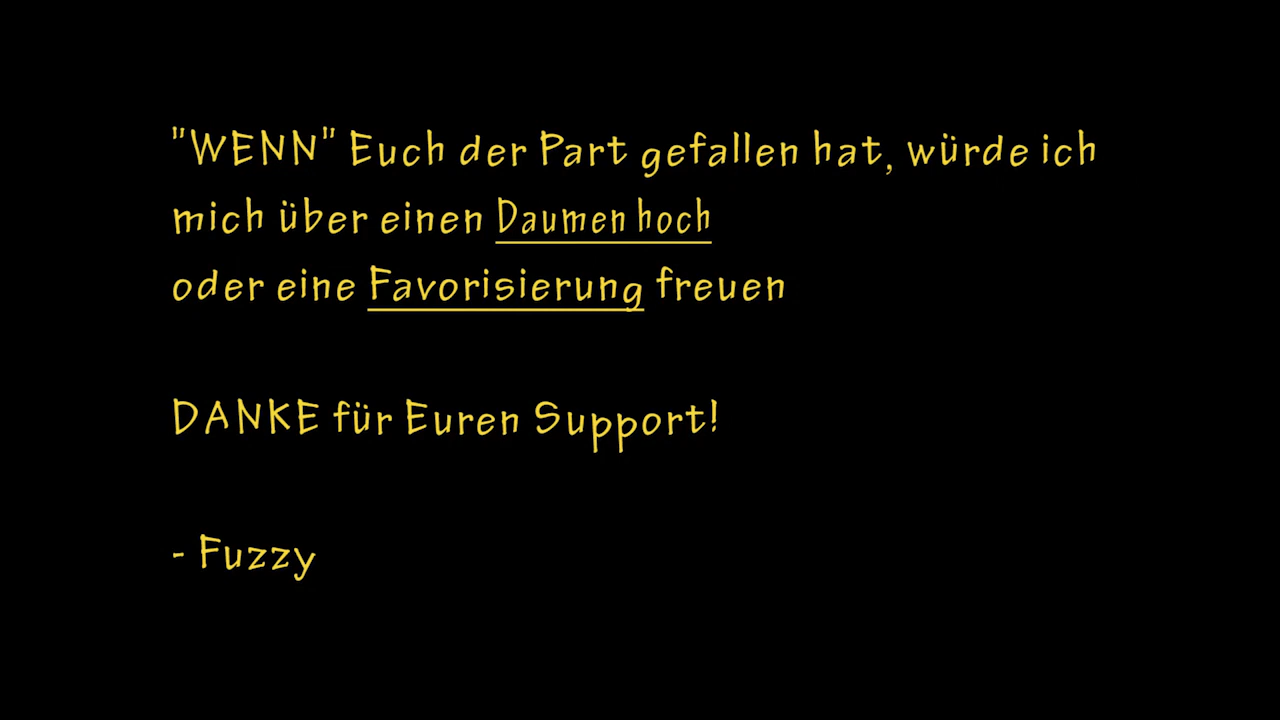 "WENN" Euch der Part gefallen hat, würde ich
mich über einen Daumen hoch
oder eine Favorisierung freuen
DANKE für Euren Support!
- Fuzzy